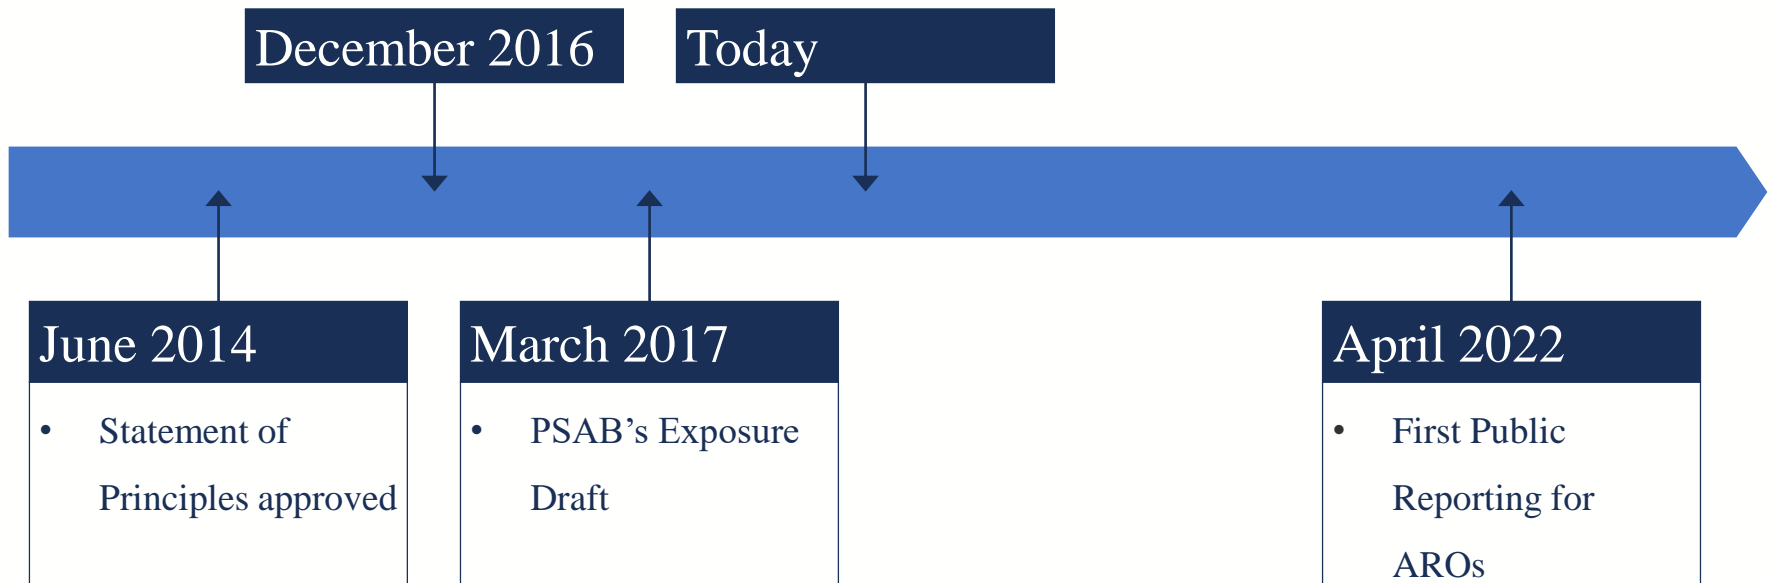 December 2016
Today
June 2014
• Statement of
Principles approved
March 2017
• PSAB’s Exposure
Draft
April 2022
• First Public
Reporting for
AROs